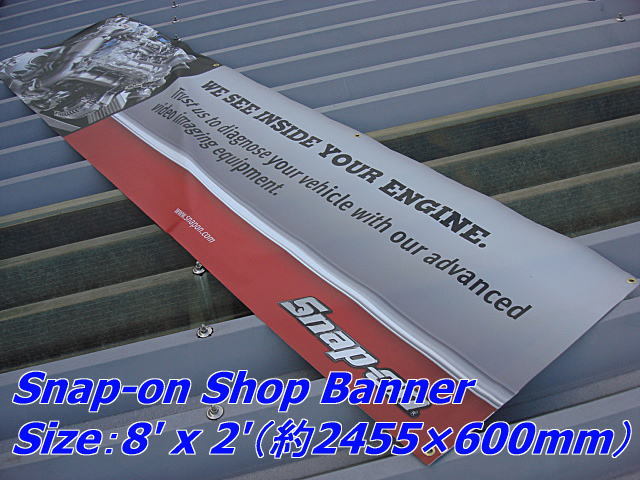 WE SEE INSIDE YOUR ENGINE.
Trust us to diagnose your vehicle with our advanced
video imaging equipment.
www.snapon.com
Snap-on
Snap-on Shop Banner
Size:8' x 2'(約2455×600mm)